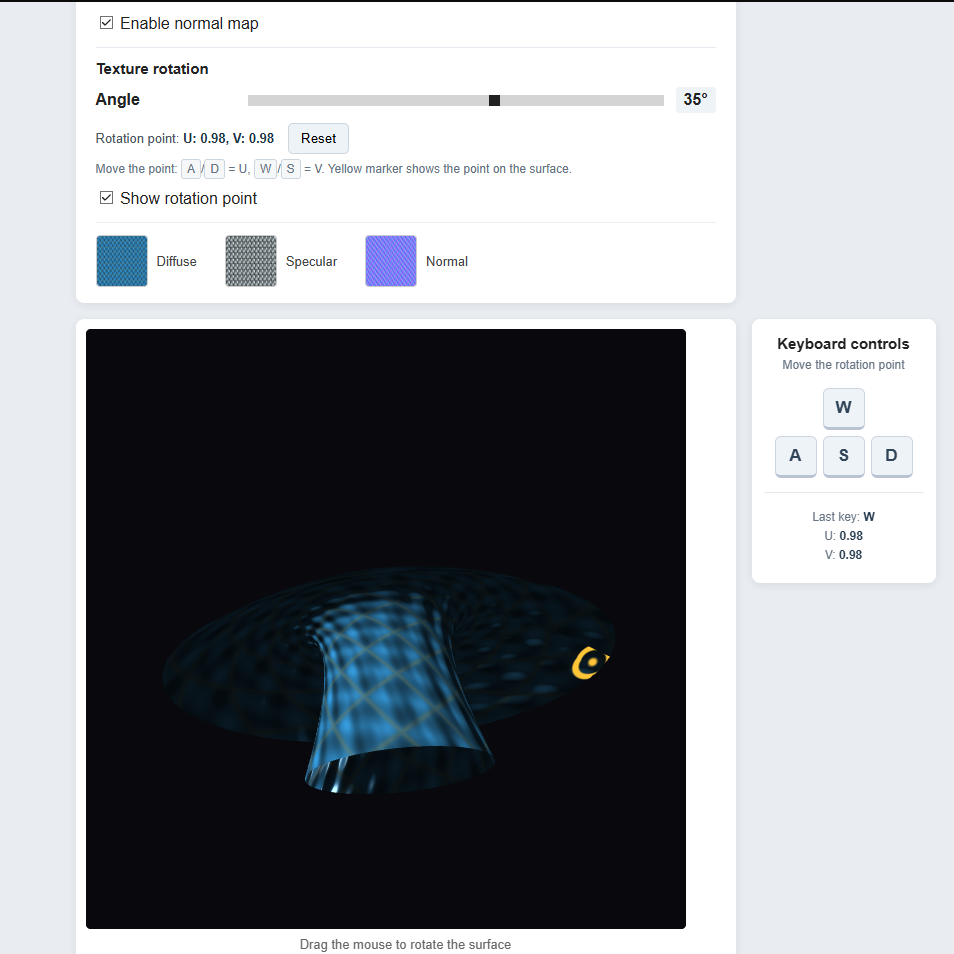 Enable normal map
Texture rotation
Angle 35°
Rotation point: U: 0.98, V: 0.98 Reset
Move the point: A / D = U, W / S = V. Yellow marker shows the point on the surface.
Show rotation point
Diffuse Specular Normal
Keyboard controls
Move the rotation point
W
A S D
Last key: W
U: 0.98
V: 0.98
Drag the mouse to rotate the surface